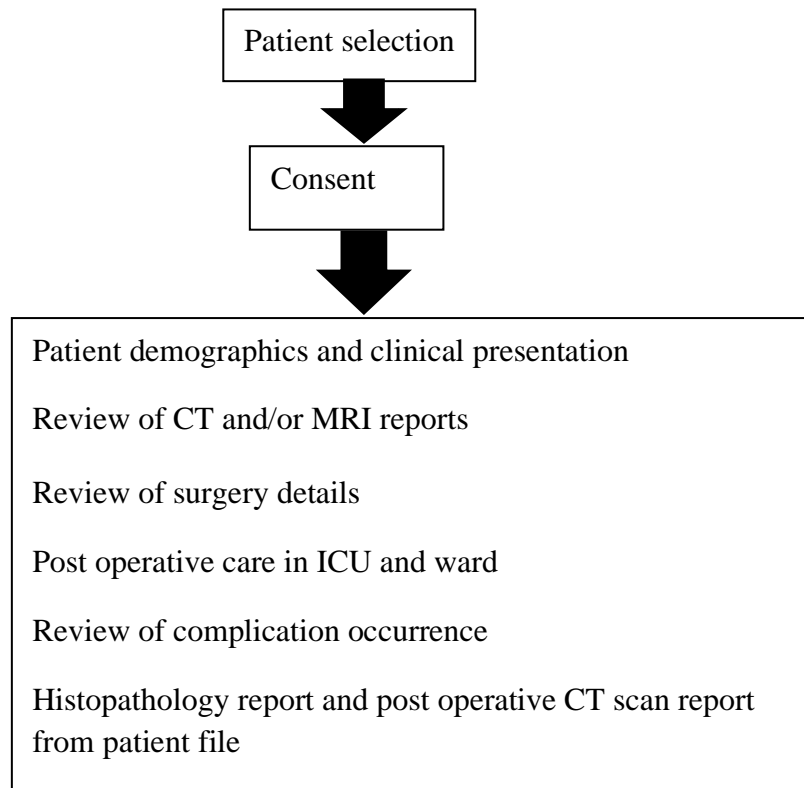 Patient selection
Consent
Patient demographics and clinical presentation
Review of CT and/or MRI reports
Review of surgery details
Post operative care in ICU and ward
Review of complication occurrence
Histopathology report and post operative CT scan report
from patient file